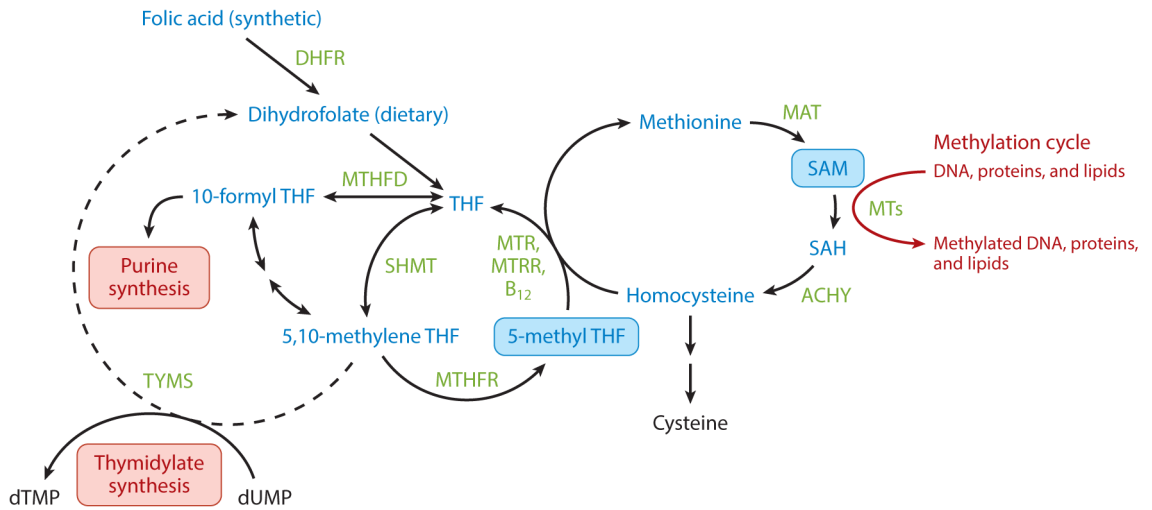 Folic acid (synthetic)
DHFR
Dihydrofolate (dietary)
MTHFD
10-formyl THF
THF
Purine
synthesis
SHMT
MTR,
MTRR,
B12
5,10-methylene THF
5-methyl THF
MTHFR
TYMS
Thymidylate
synthesis
dTMP
dUMP
Methionine
MAT
SAM
SAH
ACHY
Homocysteine
Cysteine
Methylation cycle
DNA, proteins, and lipids
MTs
Methylated DNA, proteins,
and lipids